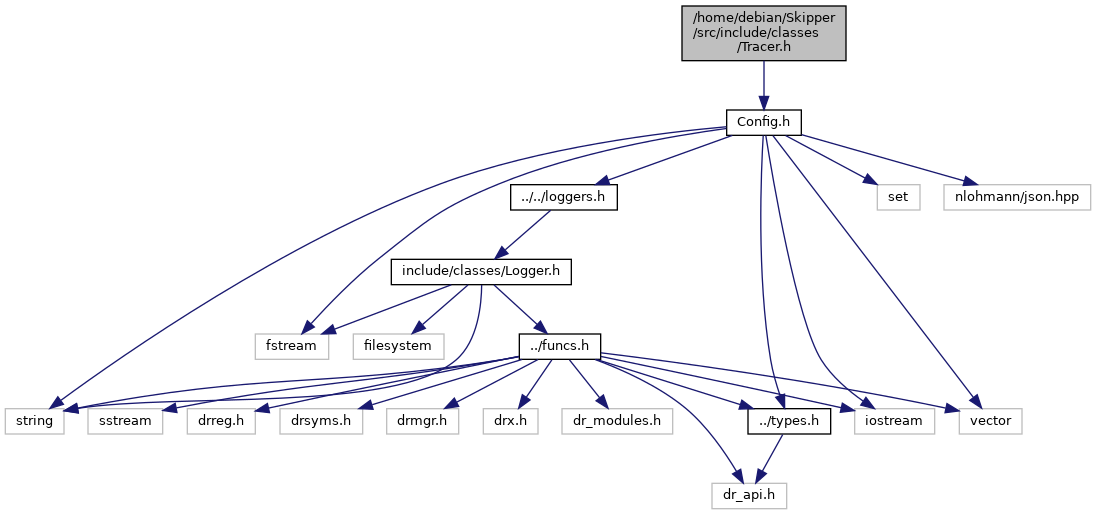 /home/debian/Skipper
/src/include/classes
/Tracer.h
Config.h
../../loggers.h
set
nlohmann/json.hpp
include/classes/Logger.h
fstream
filesystem
../funcs.h
string
sstream
drreg.h
drsyms.h
drmgr.h
drx.h
dr_modules.h
../types.h
iostream
vector
dr_api.h